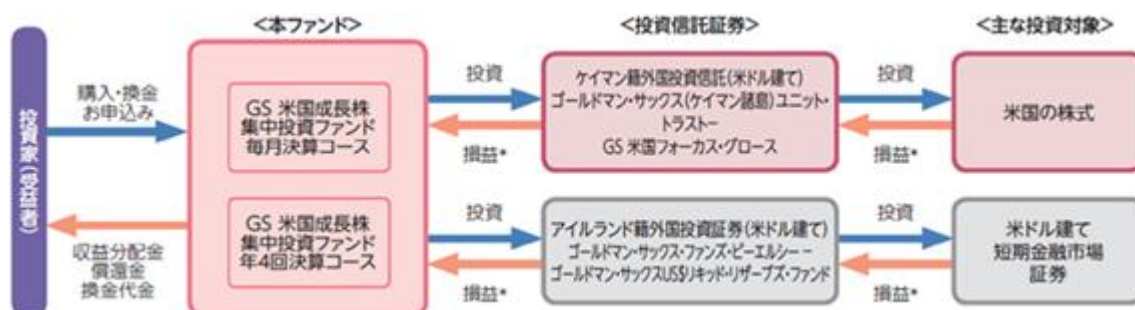 <本ファンド>
<投資信託証券>
<主な投資対象>
投資家(受益者)
購入・換金
お申込み
収益分配金
償還金
換金代金
GS 米国成長株
集中投資ファンド
毎月決算コース
GS 米国成長株
集中投資ファンド
年4回決算コース
投資
損益*
投資
損益*
ケイマン籍外国投資信託(米ドル建て)
ゴールドマン・サックス(ケイマン諸島)ユニット・
トラスト－
GS 米国フォーカス・グロース
アイルランド籍外国投資証券(米ドル建て)
ゴールドマン・サックス・ファンズ・ピーエルシー－
ゴールドマン・サックスUS$リキッド・リザーブズ・ファンド
投資
損益*
投資
損益*
米国の株式
米ドル建て
短期金融市場
証券